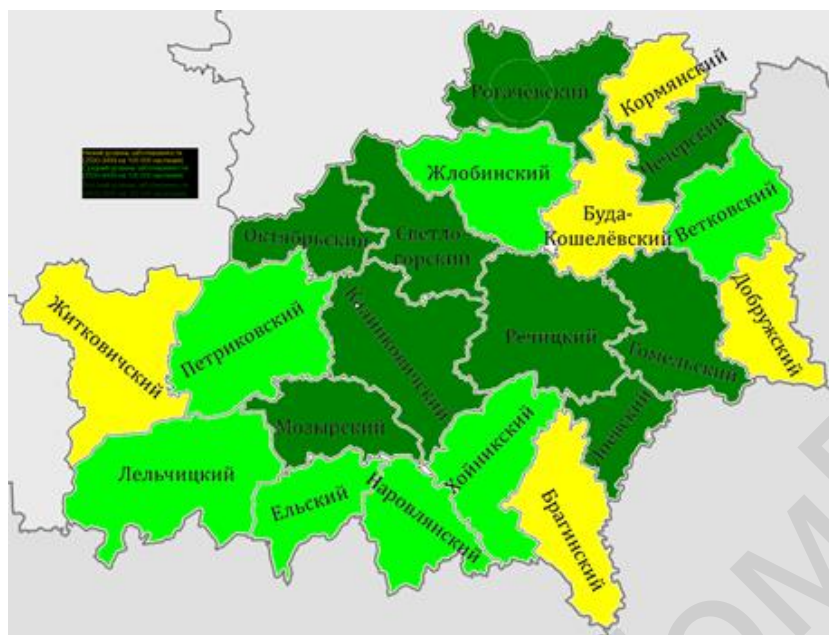 Рогачевский
Кормянский
Чечерский
Жлобинский
Буда-
Кошелёвский
Ветковский
Октябрьский
Светло-
горский
Добружский
Житковичский
Петриковский
Калинковичский
Речицкий
Гомельский
Мозырский
Лоевский
Хойникский
Лельчицкий
Ельский
Наровлянский
Брагинский